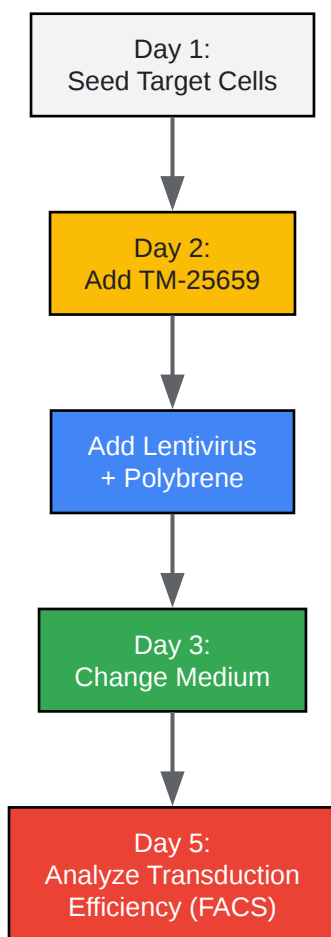 Day 1:
Seed Target Cells
Day 2:
Add TM-25659
Add Lentivirus
+ Polybrene
Day 3:
Change Medium
Day 5:
Analyze Transduction
Efficiency (FACS)